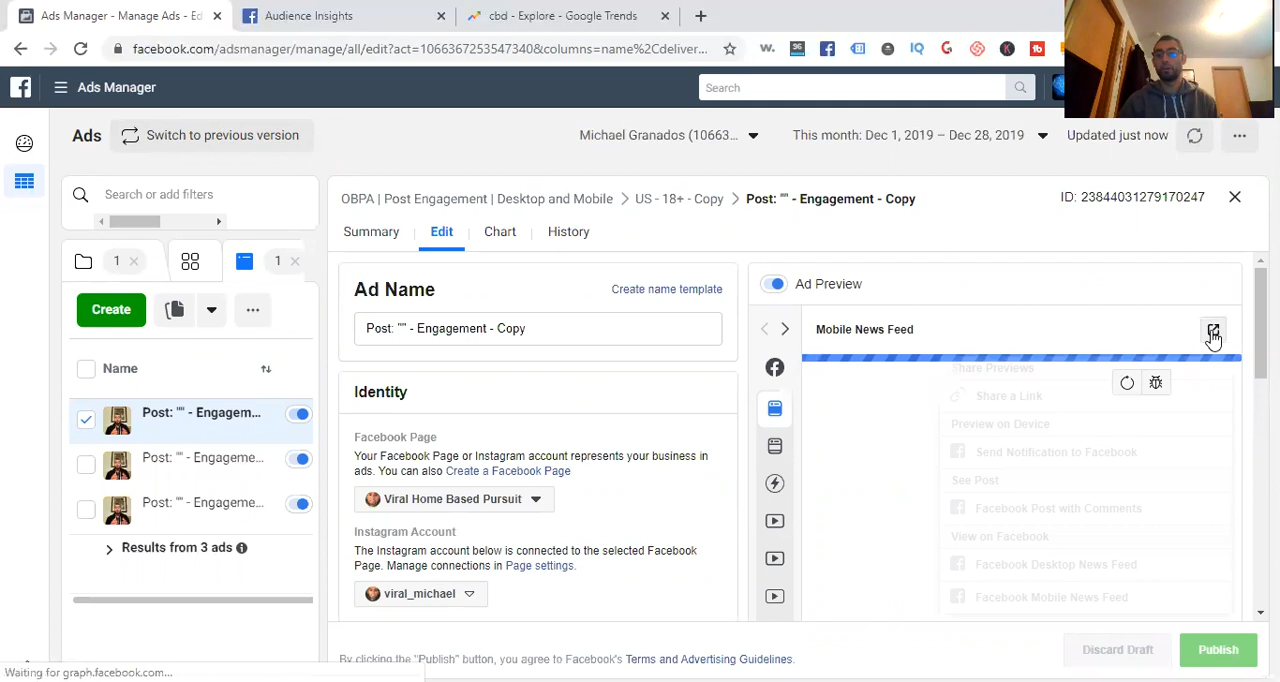 Ads Manager - Manage Ads - Ed
Audience Insights
cbd - Explore - Google Trends
facebook.com/adsmanager/manage/all/edit?act=1066367253547340&columns=name%2Cdeliver...
Ads Manager
Search
Ads
Switch to previous version
Michael Granados (10663...
This month: Dec 1, 2019 – Dec 28, 2019
Updated just now
Search or add filters
OBPA | Post Engagement | Desktop and Mobile
US - 18+ - Copy
Post: "" - Engagement - Copy
ID: 23844031279170247
Summary
Edit
Chart
History
1
1
Create
Name
Post: "" - Engagem...
Post: "" - Engageme...
Post: "" - Engageme...
Results from 3 ads
Ad Name
Create name template
Post: "" - Engagement - Copy
Identity
Facebook Page
Your Facebook Page or Instagram account represents your business in
ads. You can also Create a Facebook Page
Viral Home Based Pursuit
Instagram Account
The Instagram account below is connected to the selected Facebook
Page. Manage connections in Page settings.
viral_michael
Ad Preview
Mobile News Feed
Share Previews
Share a Link
Preview on Device
Send Notification to Facebook
See Post
Facebook Post with Comments
View on Facebook
Facebook Desktop News Feed
Facebook Mobile News Feed
By clicking the "Publish" button, you agree to Facebook's Terms and Advertising Guidelines.
Discard Draft
Publish
Waiting for graph.facebook.com...